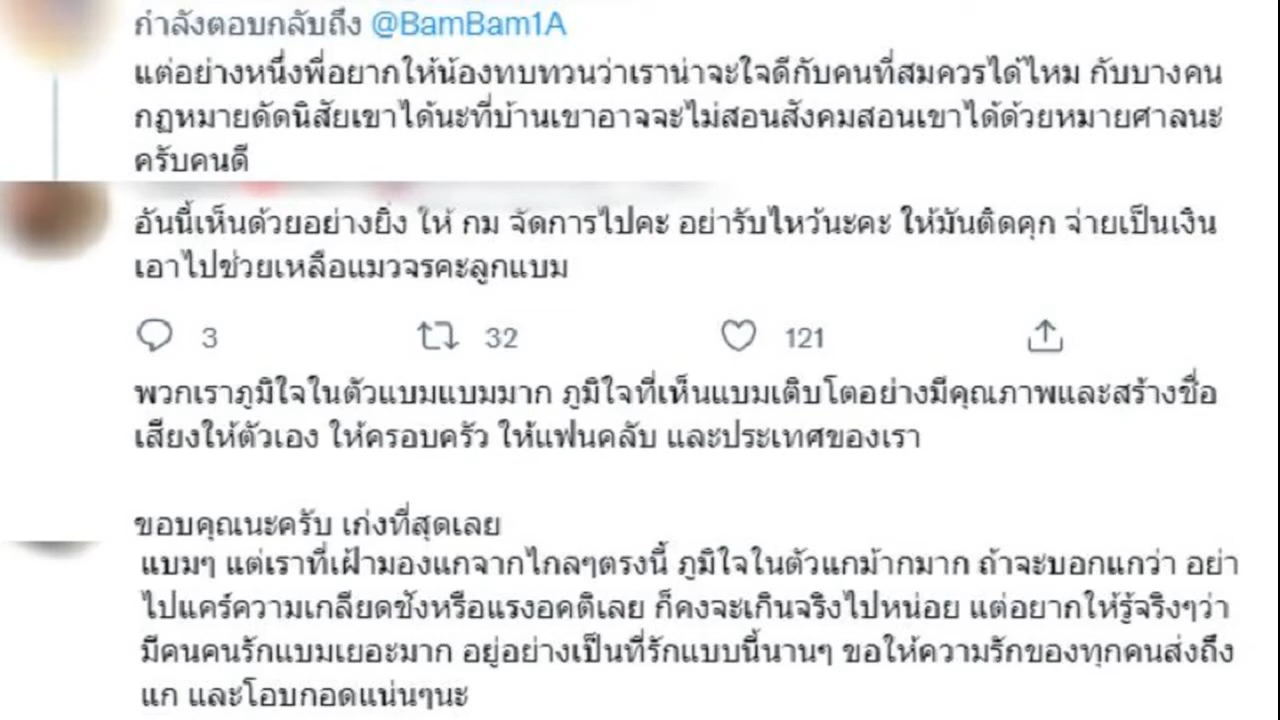 กำลังตอบกลับถึง @BamBam1A
แต่อย่างหนึ่งพี่อยากให้น้องทบทวนว่าเราน่าจะใจดีกับคนที่สมควรได้ไหม กับบางคน
กฏหมายดัดนิสัยเขาได้นะที่บ้านเขาอาจจะไม่สอนสังคมสอนเขาได้ด้วยหมายศาลนะ
ครับคนดี
อันนี้เห็นด้วยอย่างยิ่ง ให้ กม จัดการไปคะ อย่ารับไหว้นะคะ ให้มันติดคุก จ่ายเป็นเงิน
เอาไปช่วยเหลือแมวจรคะลูกแบม
3 32 121
พวกเราภูมิใจในตัวแบมแบมมาก ภูมิใจที่เห็นแบมเติบโตอย่างมีคุณภาพและสร้างชื่อ
เสียงให้ตัวเอง ให้ครอบครัว ให้แฟนคลับ และประเทศของเรา
ขอบคุณนะครับ เก่งที่สุดเลย
แบมๆ แต่เราที่เฝ้ามองแกจากไกลๆตรงนี้ ภูมิใจในตัวแกม้ากมาก ถ้าจะบอกแกว่า อย่า
ไปแคร์ความเกลียดชังหรือแรงอคติเลย ก็คงจะเกินจริงไปหน่อย แต่อยากให้รู้จริงๆว่า
มีคนคนรักแบมเยอะมาก อยู่อย่างเป็นที่รักแบบนี้นานๆ ขอให้ความรักของทุกคนส่งถึง
แก และโอบกอดแน่นๆนะ